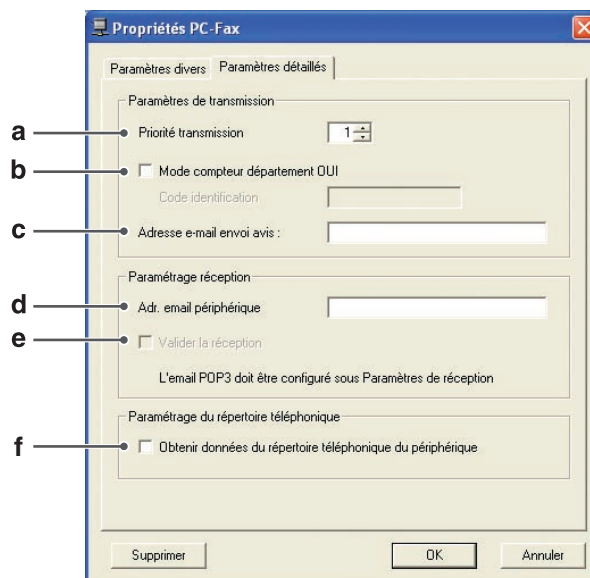 Propriétés PC-Fax
Paramètres divers Paramètres détaillés
Paramètres de transmission
a Priorité transmission 1
b Mode compteur département OUI
Code identification
c Adresse e-mail envoi avis :
Paramétrage réception
d Adr. email périphérique
e Valider la réception
L'email POP3 doit être configuré sous Paramètres de réception
Paramétrage du répertoire téléphonique
f Obtenir données du répertoire téléphonique du périphérique
Supprimer OK Annuler